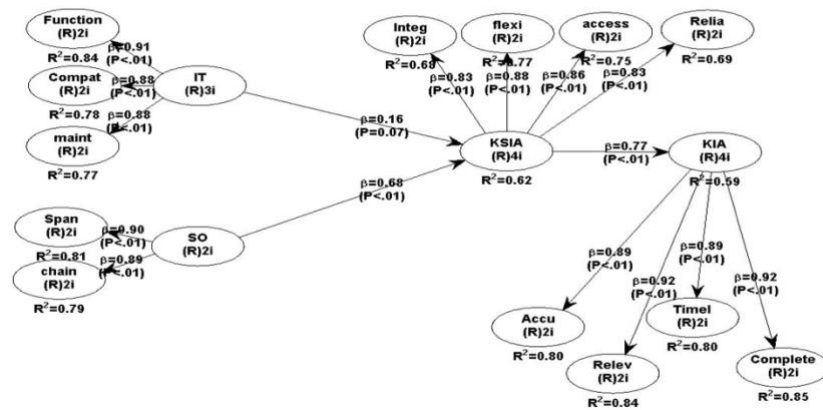 Function
(R)2i
R²=0.84
Compat
(R)2i
R²=0.78
maint
(R)2i
R²=0.77
β=0.91
(P<.01)
β=0.88
(P<.01)
β=0.88
(P<.01)
IT
(R)3i
Span
(R)2i
R²=0.81
chain
(R)2i
R²=0.79
β=0.90
(P<.01)
β=0.89
(P<.01)
SO
(R)2i
β=0.16
(P=0.07)
β=0.68
(P<.01)
Integ
(R)2i
R²=0.68
flexi
(R)2i
R²=0.77
access
(R)2i
R²=0.75
Relia
(R)2i
R²=0.69
β=0.83
(P<.01)
β=0.88
(P<.01)
β=0.86
(P<.01)
β=0.83
(P<.01)
KSIA
(R)4i
R²=0.62
β=0.77
(P<.01)
KIA
(R)4i
R²=0.59
β=0.89
(P<.01)
β=0.92
(P<.01)
β=0.89
(P<.01)
β=0.92
(P<.01)
Accu
(R)2i
R²=0.80
Relev
(R)2i
R²=0.84
Timel
(R)2i
R²=0.80
Complete
(R)2i
R²=0.85